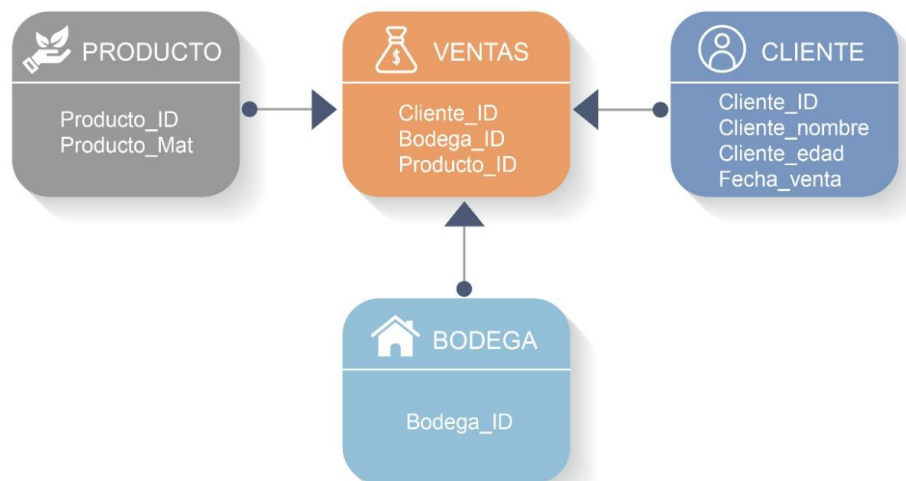 PRODUCTO
Producto_ID
Producto_Mat
$
VENTAS
Cliente_ID
Bodega_ID
Producto_ID
CLIENTE
Cliente_ID
Cliente_nombre
Cliente_edad
Fecha_venta
BODEGA
Bodega_ID